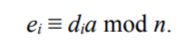 eᵢ ≡ dᵢa mod n.